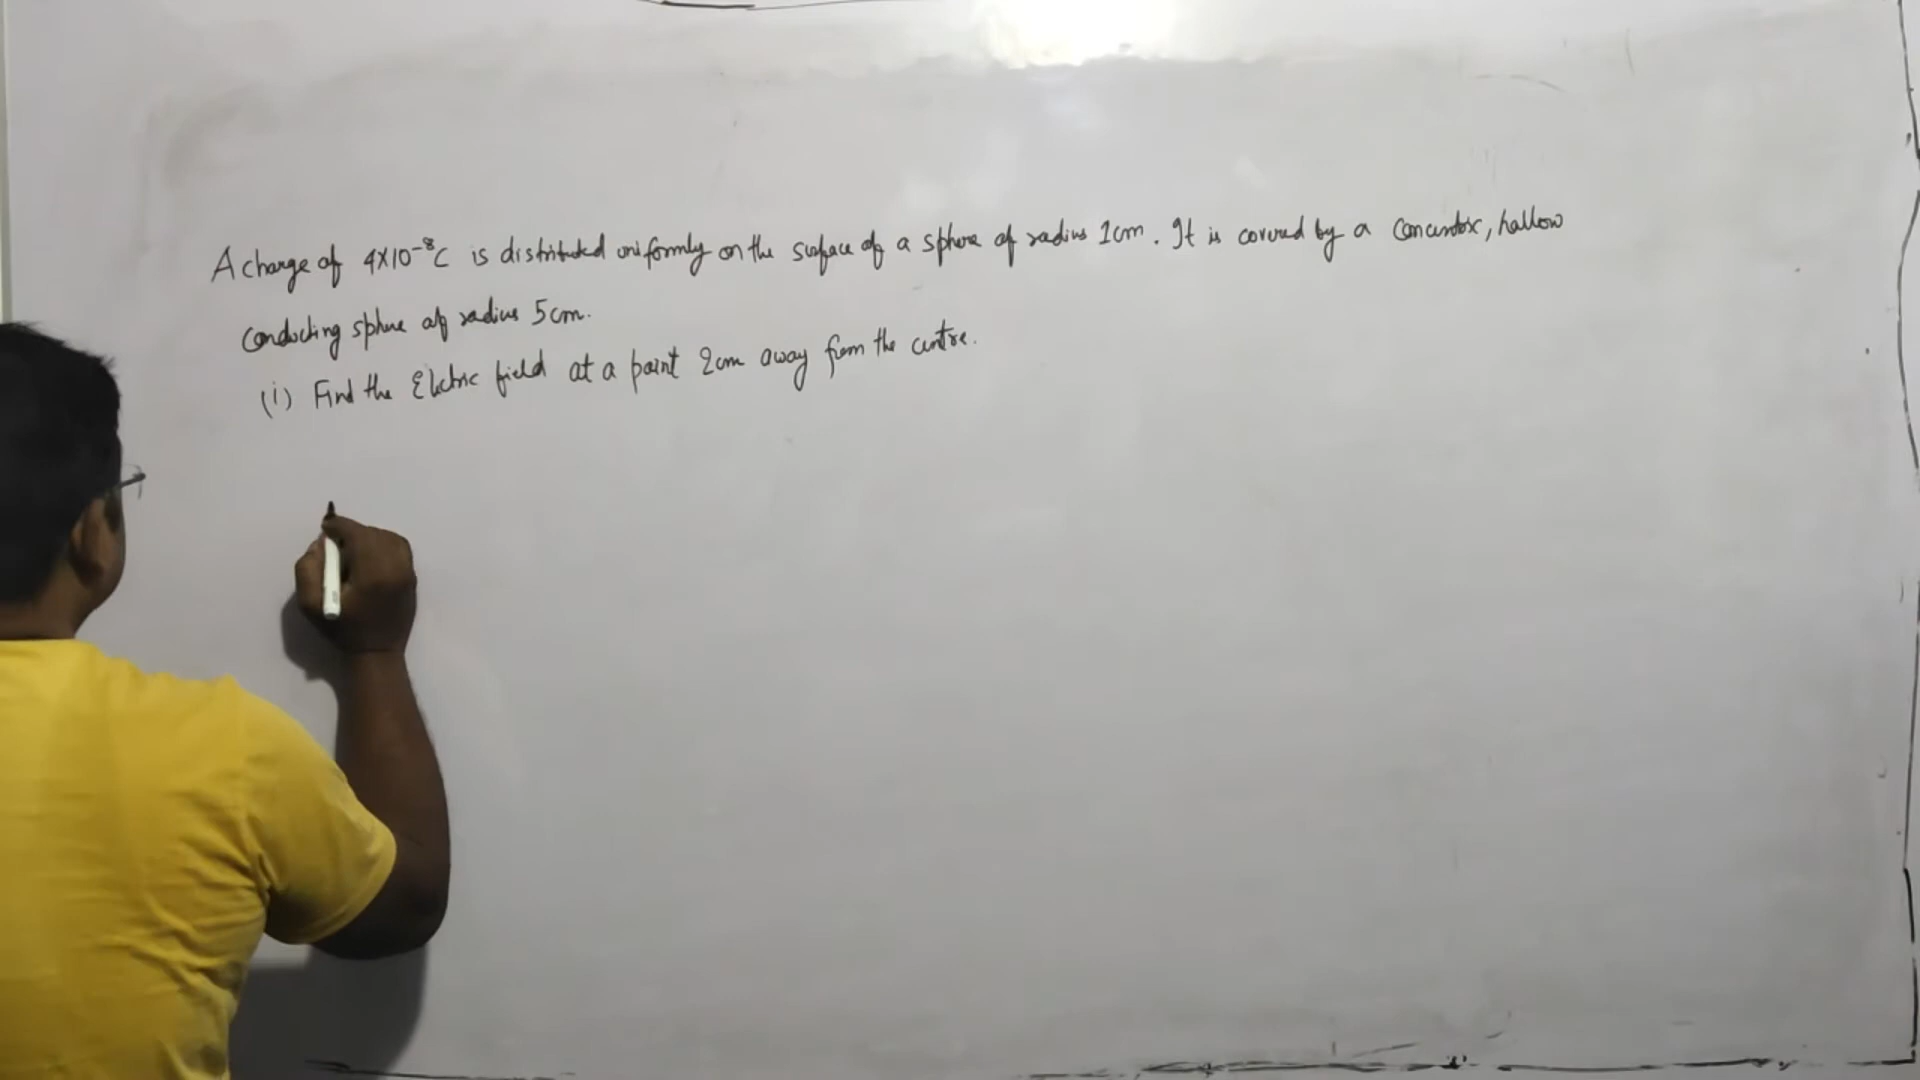 A charge of 4X10⁻⁸C is distributed uniformly on the surface of a sphere of radius 1cm. It is covered by a concentric, hallow
conducting sphere of radius 5cm.
(i) Find the Electric field at a point 2cm away from the centre.